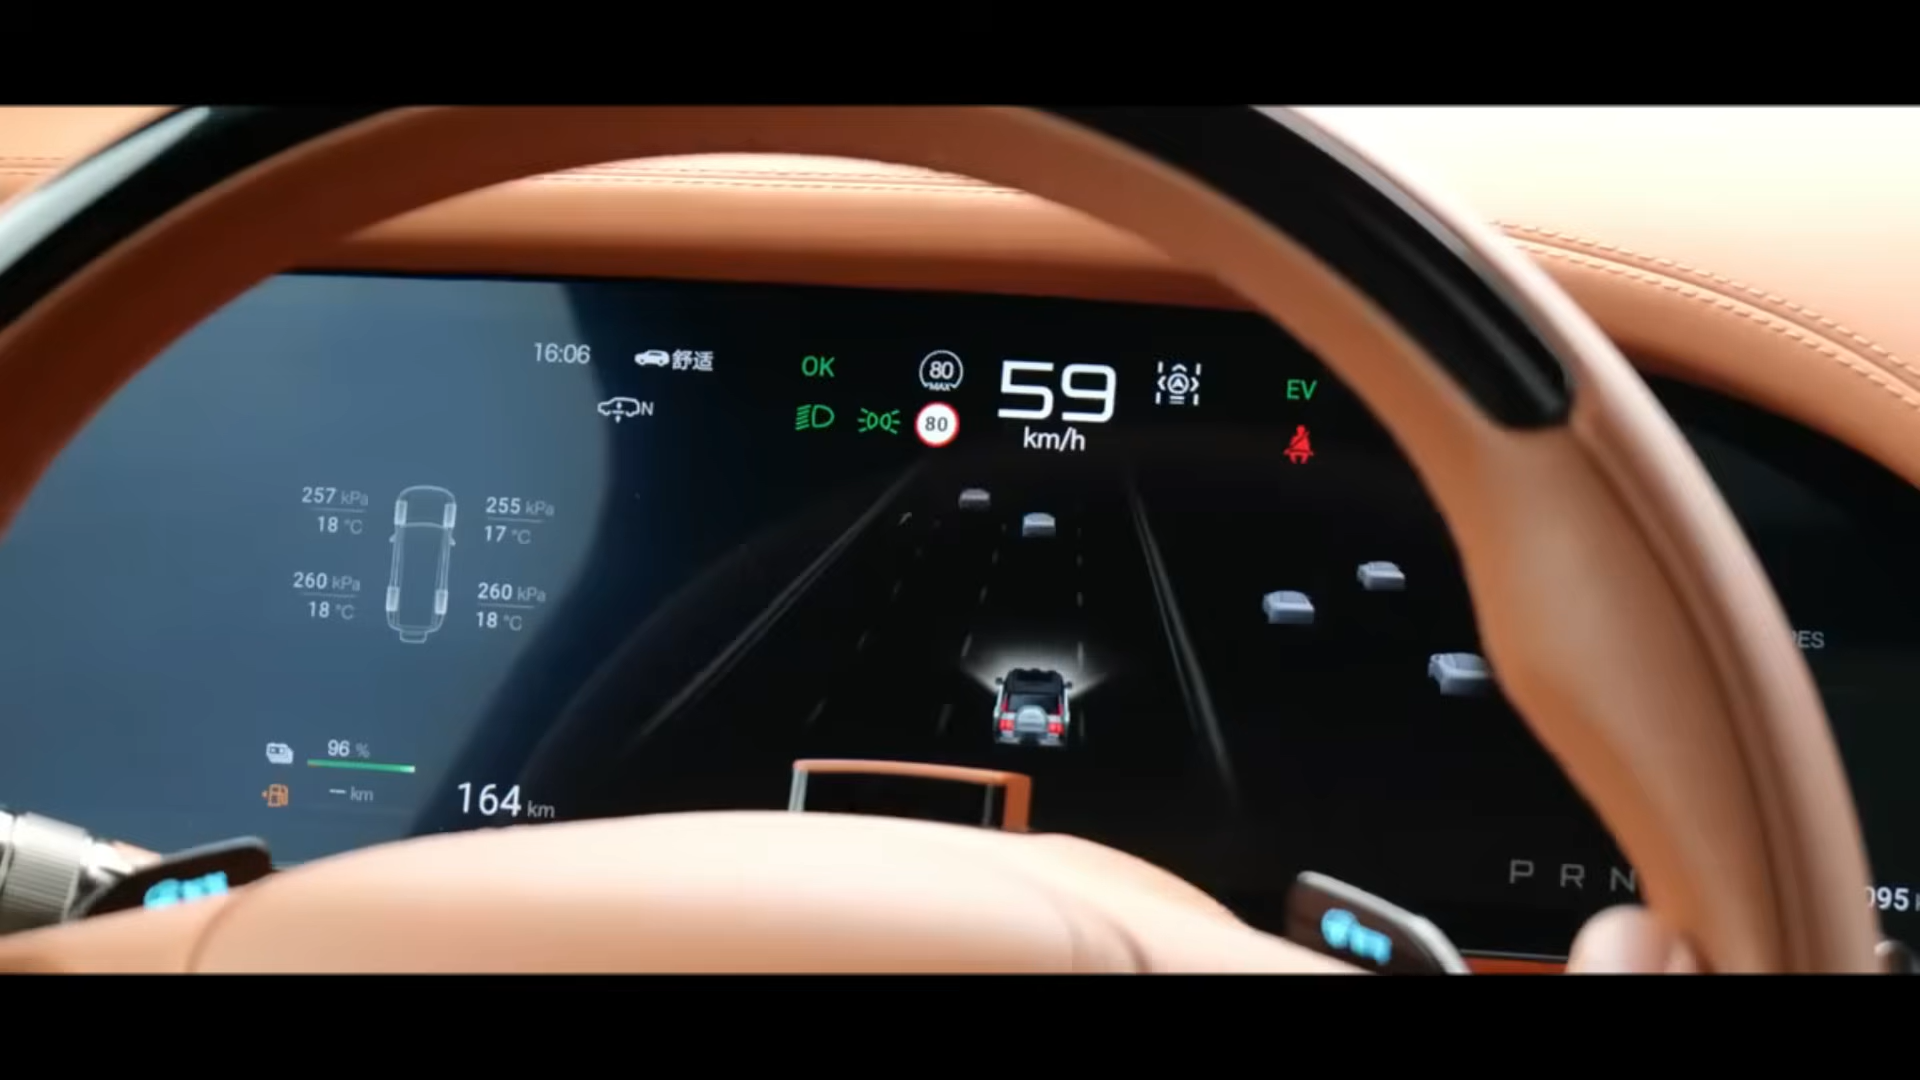 16:06 舒适 OK 80 MAX 59 km/h EV
N 80
257 kPa 255 kPa
18 °C 17 °C
260 kPa 260 kPa
18 °C 18 °C
96 %
— km
164 km
P R N
095